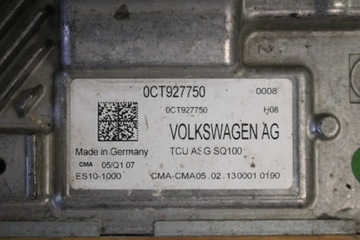 0CT927750 0008
0CT927750 H08
VOLKSWAGEN AG
Made in Germany TCU ASG SQ100
CMA 05/Q1 07
ES10-1000 CMA-CMA05.02.130001 0190